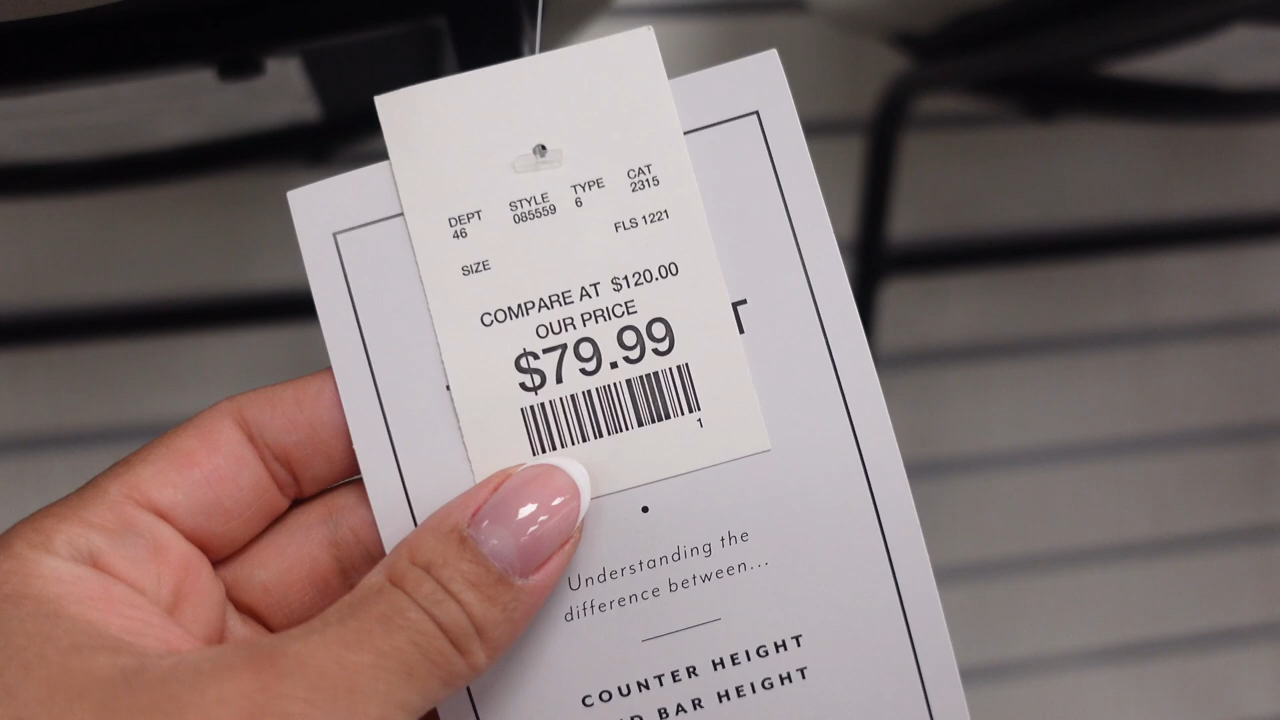 DEPT STYLE TYPE CAT
46 085559 6 2315
FLS 1221
SIZE
COMPARE AT $120.00
OUR PRICE
$79.99
1
T
•
Understanding the
difference between...
COUNTER HEIGHT
BAR HEIGHT